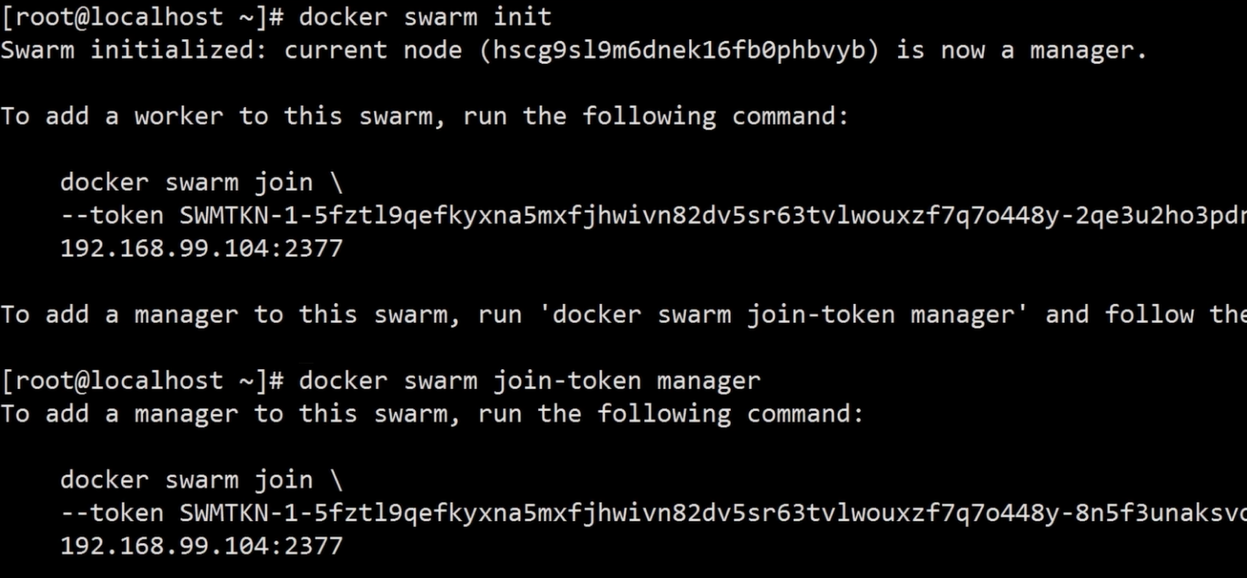 [root@localhost ~]# docker swarm init
Swarm initialized: current node (hscg9sl9m6dnek16fb0phbvyb) is now a manager.
To add a worker to this swarm, run the following command:
docker swarm join \
--token SWMTKN-1-5fztl9qefkyxna5mxfjhwivn82dv5sr63tvlwouxzf7q7o448y-2qe3u2ho3pdn
192.168.99.104:2377
To add a manager to this swarm, run 'docker swarm join-token manager' and follow the
[root@localhost ~]# docker swarm join-token manager
To add a manager to this swarm, run the following command:
docker swarm join \
--token SWMTKN-1-5fztl9qefkyxna5mxfjhwivn82dv5sr63tvlwouxzf7q7o448y-8n5f3unaksvo
192.168.99.104:2377